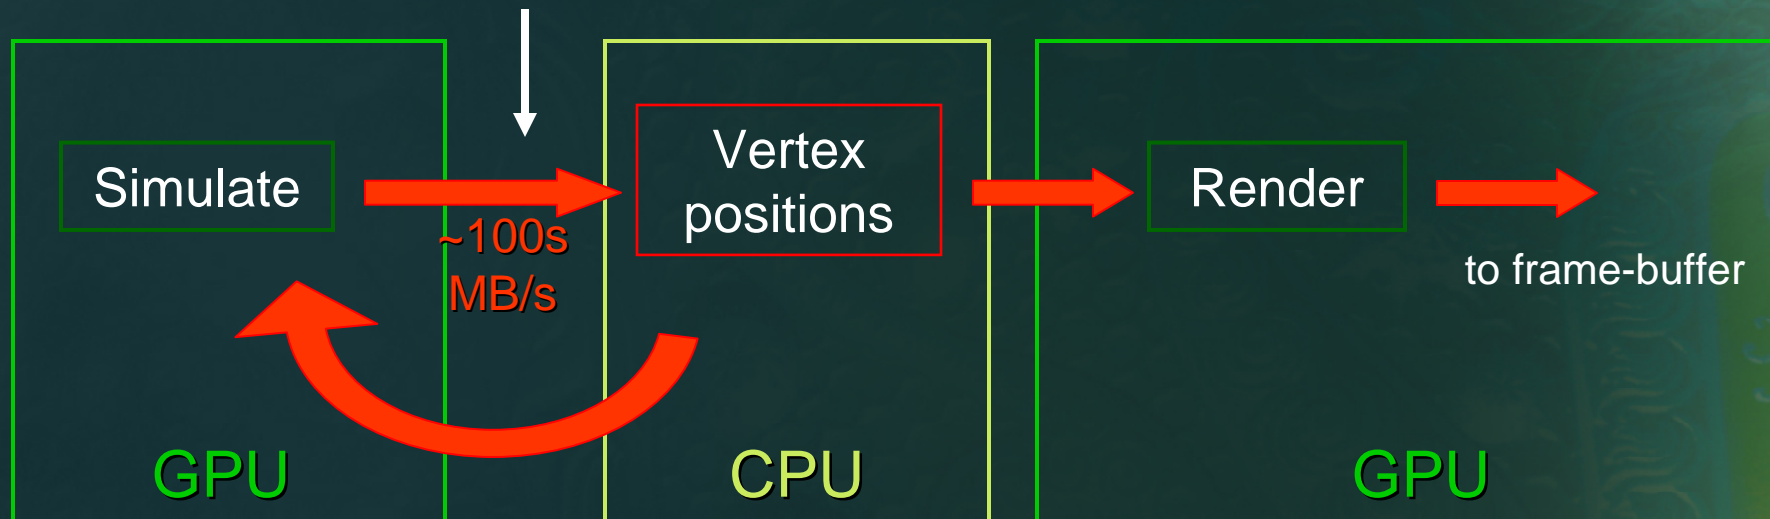 Simulate
~100s
MB/s
Vertex
positions
Render
to frame-buffer
GPU
CPU
GPU